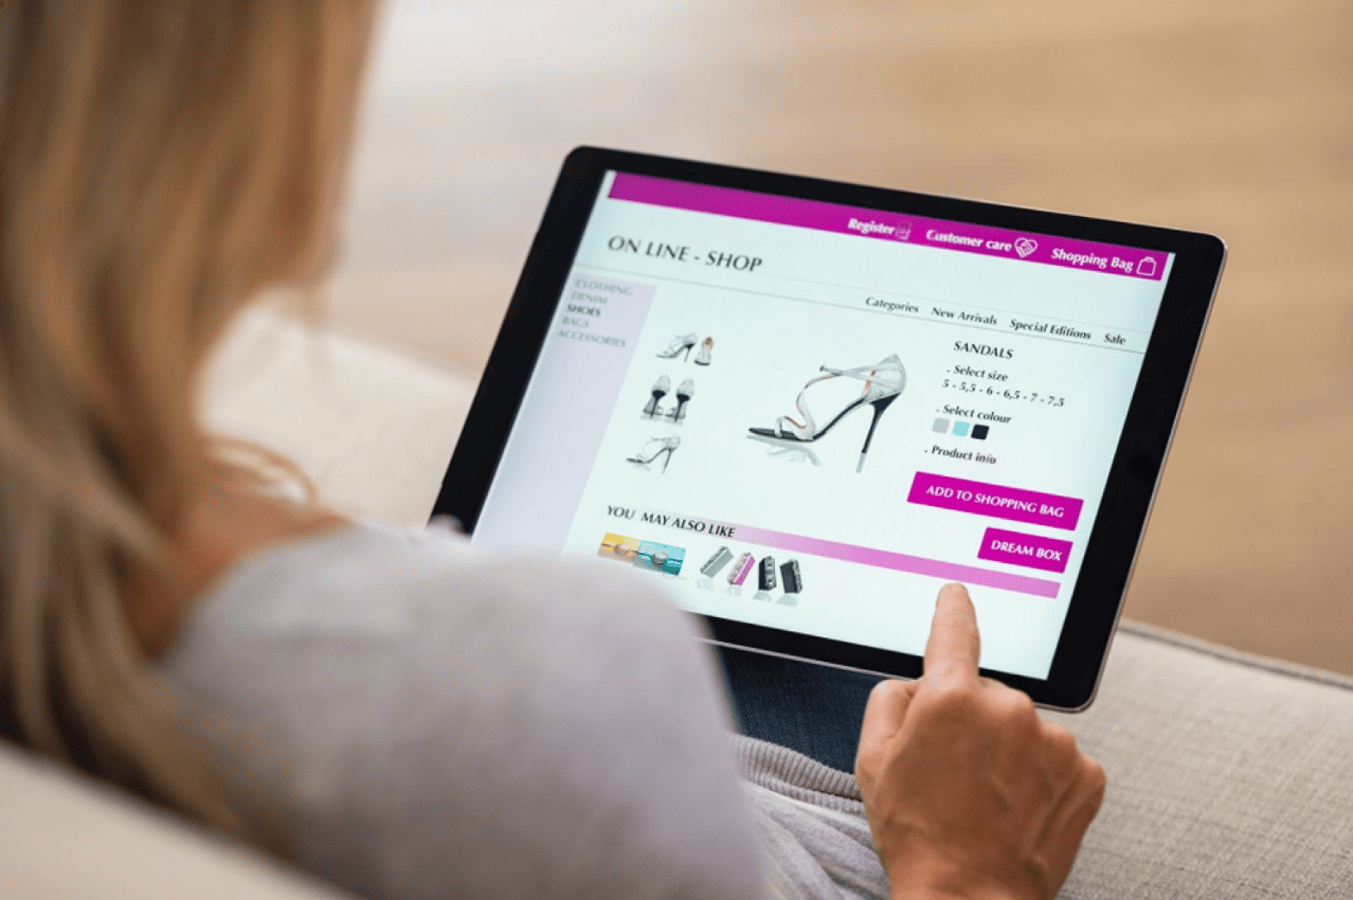 Register
Customer care
Shopping Bag
ON LINE - SHOP
Categories
New Arrivals
Special Editions
Sale
CLOTHING
DENIM
SHOES
BAGS
ACCESSORIES
SANDALS
. Select size
5 - 5,5 - 6 - 6,5 - 7 - 7,5
. Select colour
. Product info
ADD TO SHOPPING BAG
DREAM BOX
YOU MAY ALSO LIKE